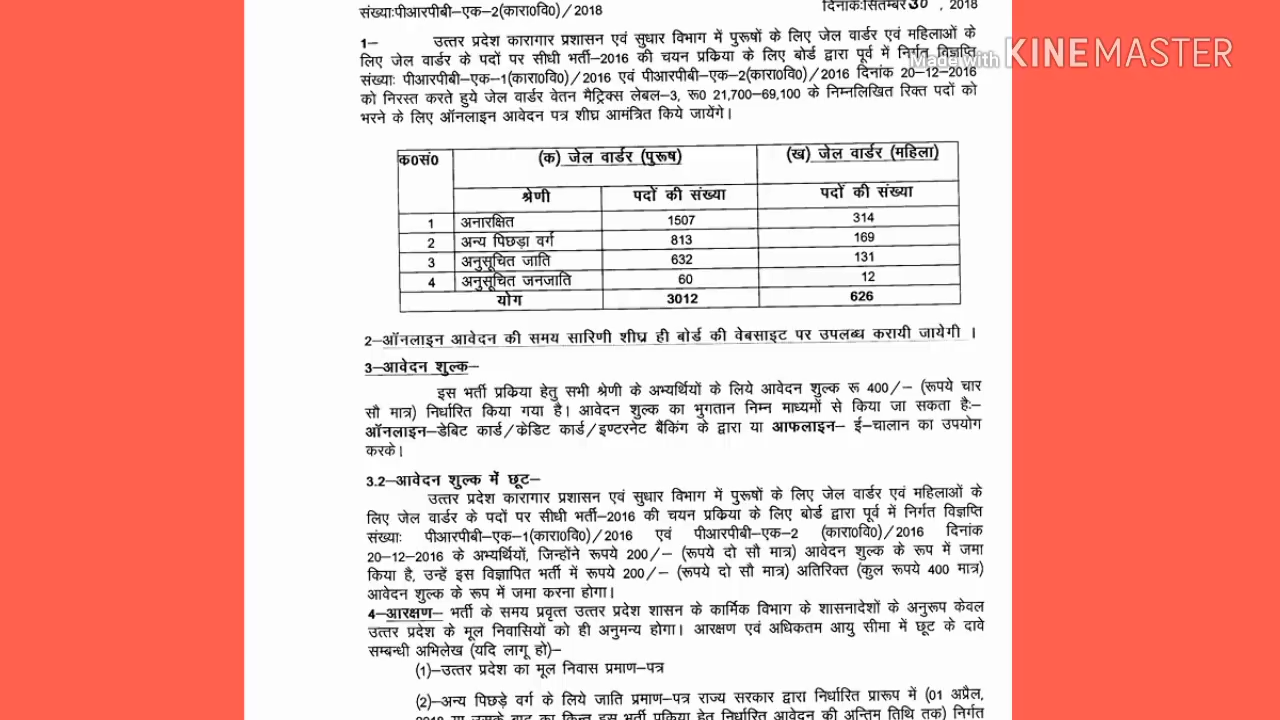 संख्याःपीआरपीबी-एक-2(कारा0वि0)/2018
दिनांकःसितम्बर 30 , 2018
1- उत्तर प्रदेश कारागार प्रशासन एवं सुधार विभाग में पुरूषों के लिए जेल वार्डर एवं महिलाओं के
लिए जेल वार्डर के पदों पर सीधी भर्ती-2016 की चयन प्रकिया के लिए बोर्ड द्वारा पूर्व में निर्गत विज्ञप्ति
Made with KINEMASTER
संख्याः पीआरपीबी-एक-1(कारा0वि0)/2016 एवं पीआरपीबी-एक-2(कारा0वि0)/2016 दिनांक 20-12-2016
को निरस्त करते हुये जेल वार्डर वेतन मैट्रिक्स लेबल-3, रू0 21,700-69,100 के निम्नलिखित रिक्त पदों को
भरने के लिए ऑनलाइन आवेदन पत्र शीघ्र आमंत्रित किये जायेंगे।
क0सं0 (क) जेल वार्डर (पुरूष) (ख) जेल वार्डर (महिला)
श्रेणी पदों की संख्या पदों की संख्या
1 अनारक्षित 1507 314
2 अन्य पिछड़ा वर्ग 813 169
3 अनुसूचित जाति 632 131
4 अनुसूचित जनजाति 60 12
योग 3012 626
2-ऑनलाइन आवेदन की समय सारिणी शीघ्र ही बोर्ड की वेबसाइट पर उपलब्ध करायी जायेगी ।
3-आवेदन शुल्क-
इस भर्ती प्रकिया हेतु सभी श्रेणी के अभ्यर्थियों के लिये आवेदन शुल्क रू 400/- (रूपये चार
सौ मात्र) निर्धारित किया गया है। आवेदन शुल्क का भुगतान निम्न माध्यमों से किया जा सकता हैः-
ऑनलाइन-डेबिट कार्ड/केडिट कार्ड/इण्टरनेट बैंकिंग के द्वारा या आफलाइन- ई-चालान का उपयोग
करके।
3.2-आवेदन शुल्क में छूट-
उत्तर प्रदेश कारागार प्रशासन एवं सुधार विभाग में पुरूषों के लिए जेल वार्डर एवं महिलाओं के
लिए जेल वार्डर के पदों पर सीधी भर्ती-2016 की चयन प्रकिया के लिए बोर्ड द्वारा पूर्व में निर्गत विज्ञप्ति
संख्याः पीआरपीबी-एक-1(कारा0वि0)/2016 एवं पीआरपीबी-एक-2 (कारा0वि0)/2016 दिनांक
20-12-2016 के अभ्यर्थियों, जिन्होंने रूपये 200/- (रूपये दो सौ मात्र) आवेदन शुल्क के रूप में जमा
किया है, उन्हें इस विज्ञापित भर्ती में रूपये 200/- (रूपये दो सौ मात्र) अतिरिक्त (कुल रूपये 400 मात्र)
आवेदन शुल्क के रूप में जमा करना होगा।
4-आरक्षण- भर्ती के समय प्रवृत्त उत्तर प्रदेश शासन के कार्मिक विभाग के शासनादेशों के अनुरूप केवल
उत्तर प्रदेश के मूल निवासियों को ही अनुमन्य होगा। आरक्षण एवं अधिकतम आयु सीमा में छूट के दावे
सम्बन्धी अभिलेख (यदि लागू हो)-
(1)-उत्तर प्रदेश का मूल निवास प्रमाण-पत्र
(2)-अन्य पिछड़े वर्ग के लिये जाति प्रमाण-पत्र राज्य सरकार द्वारा निर्धारित प्रारूप में (01 अप्रैल,
2018 या उसके बाद का किन्तु इस भर्ती प्रकिया हेतु निर्धारित आवेदन की अन्तिम तिथि तक) निर्गत